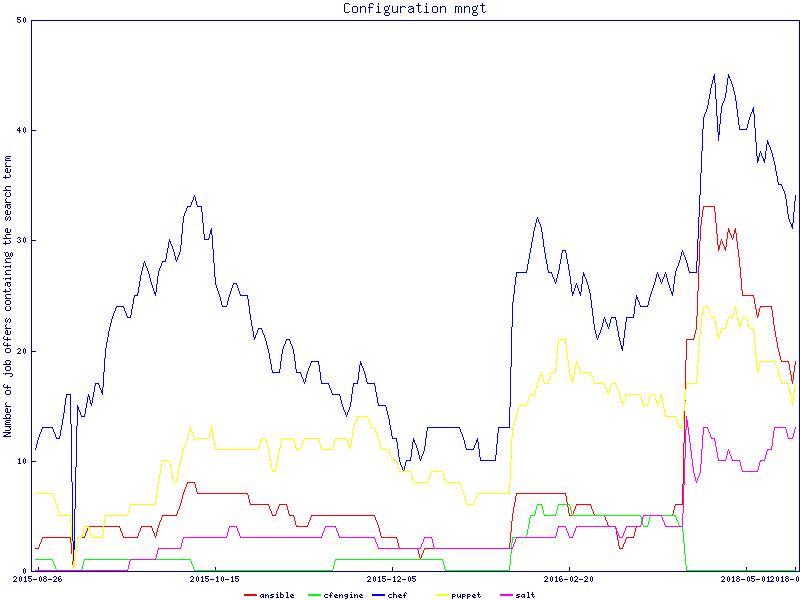 Configuration mngt
50
40
30
20
10
0
Number of job offers containing the search term
2015-08-26 2015-10-15 2015-12-05 2016-02-20 2018-05-012018-0
ansible cfengine chef puppet salt